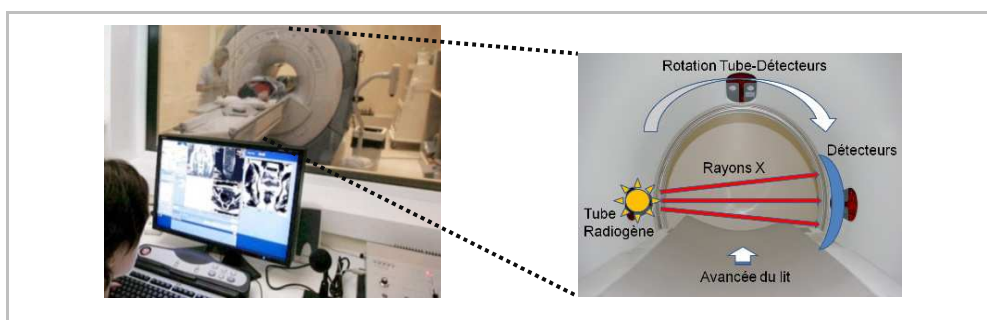 Rotation Tube-Détecteurs
Détecteurs
Rayons X
Tube
Radiogène
Avancée du lit